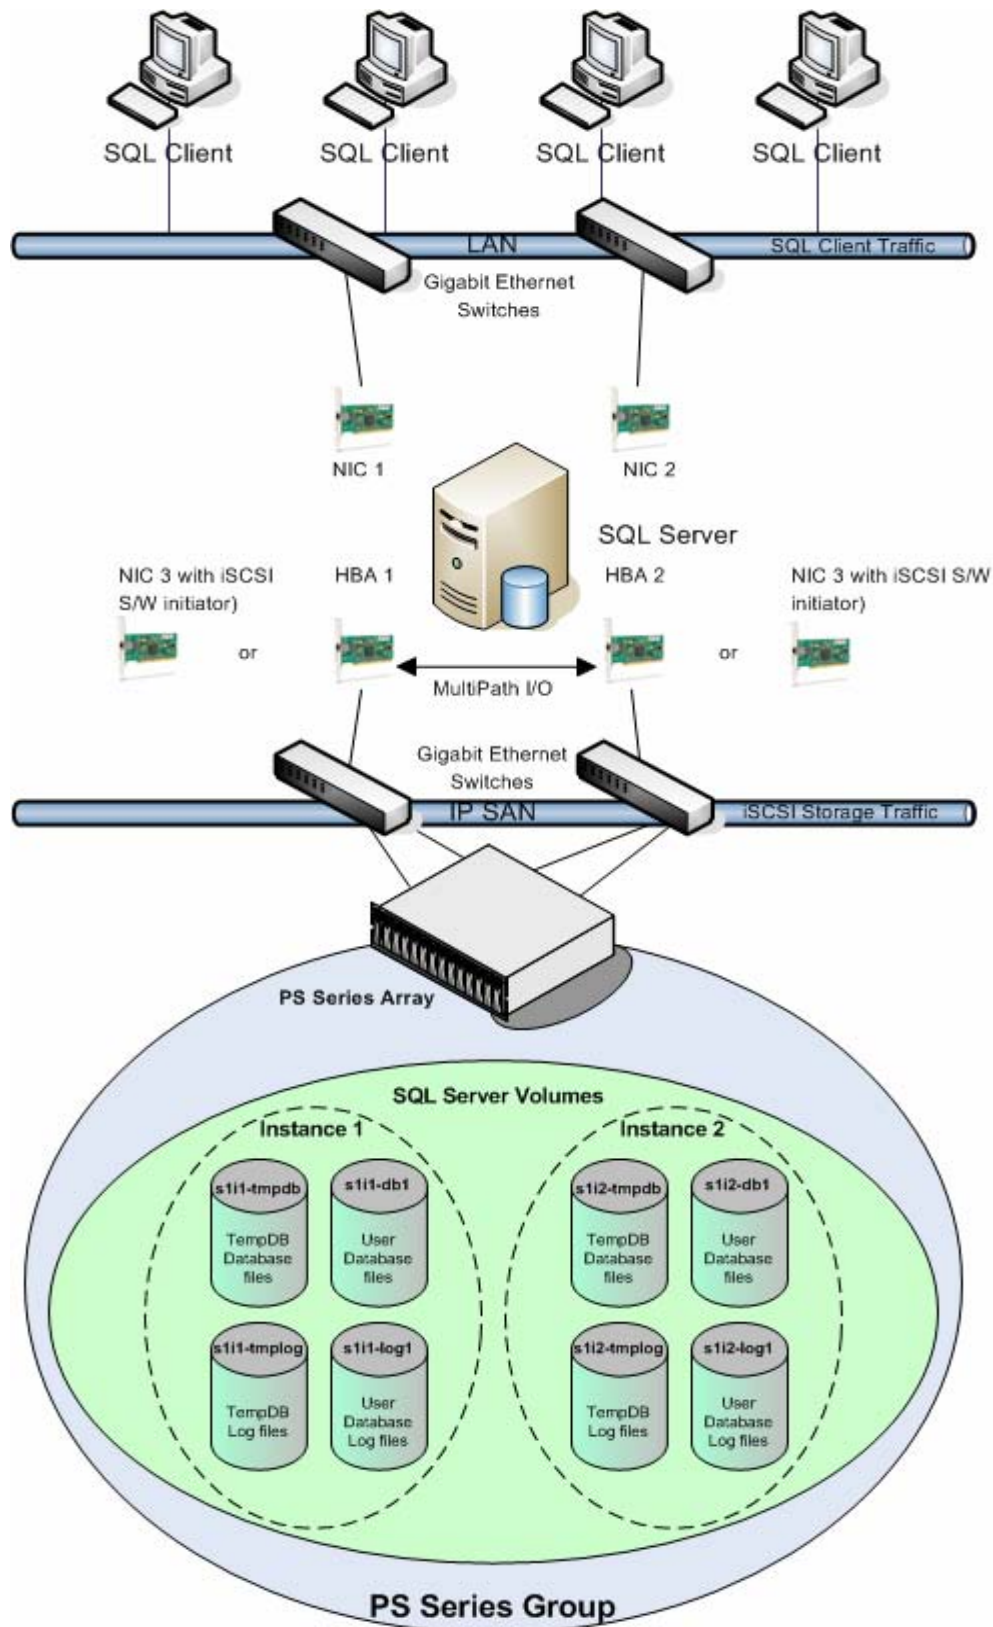 SQL Client
SQL Client
SQL Client
SQL Client
LAN
SQL Client Traffic
Gigabit Ethernet
Switches
NIC 1
NIC 2
SQL Server
NIC 3 with iSCSI
S/W initiator)
HBA 1
HBA 2
NIC 3 with iSCSI S/W
initiator)
or
or
MultiPath I/O
Gigabit Ethernet
Switches
IP SAN
iSCSI Storage Traffic
PS Series Array
SQL Server Volumes
Instance 1
s1i1-tmpdb
TempDB
Database
files
s1i1-db1
User
Database
files
s1i1-tmplog
TempDB
Log files
s1i1-log1
User
Database
Log files
Instance 2
s1i2-tmpdb
TempDB
Database
files
s1i2-db1
User
Database
files
s1i2-tmplog
TempDB
Log files
s1i2-log1
User
Database
Log files
PS Series Group